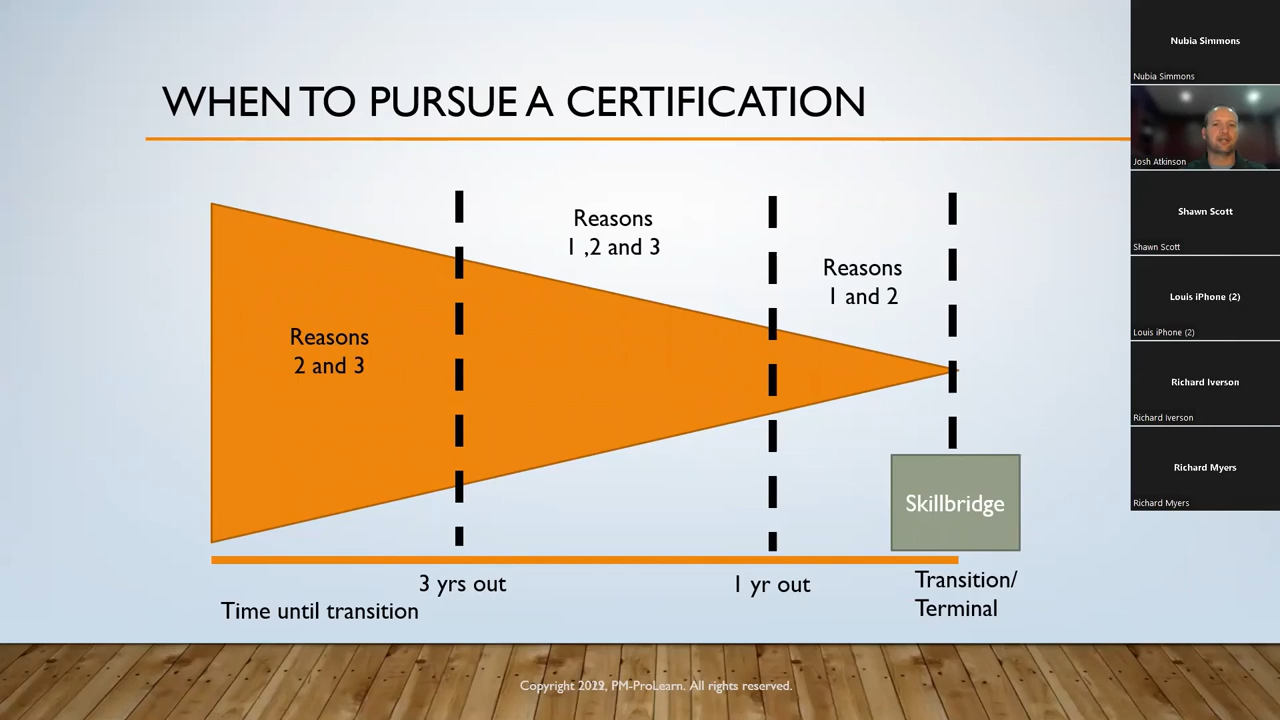 WHEN TO PURSUE A CERTIFICATION
Reasons
1 ,2 and 3
Reasons
1 and 2
Reasons
2 and 3
Skillbridge
3 yrs out
1 yr out
Transition/
Terminal
Time until transition
Copyright PM-ProLearn. All rights reserved.
Nubia Simmons
Nubia Simmons
Josh Atkinson
Shawn Scott
Shawn Scott
Louis iPhone (2)
Louis iPhone (2)
Richard Iverson
Richard Iverson
Richard Myers
Richard Myers